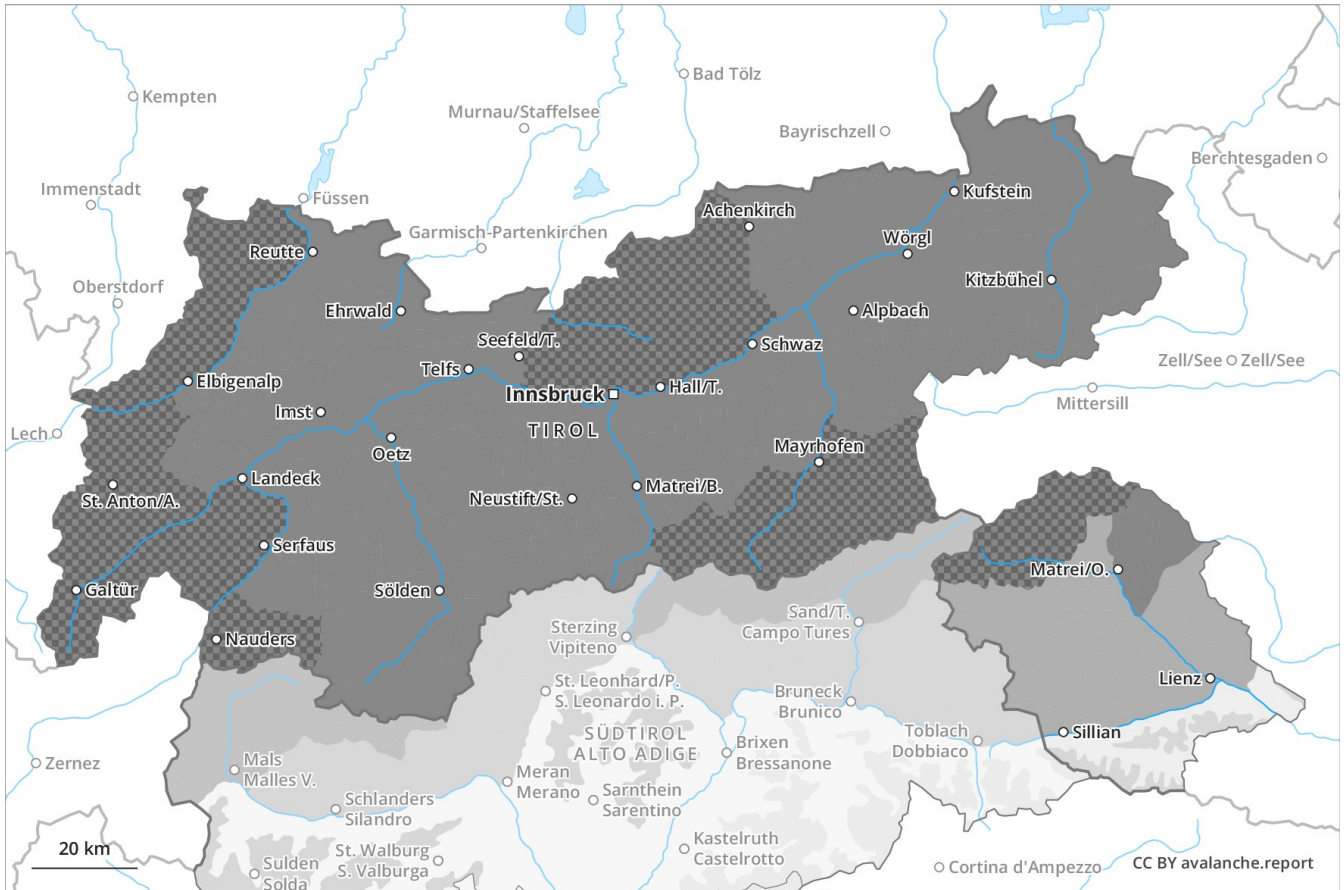 Bad Tölz
Kempten
Murnau/Staffelsee
Bayrischzell
Berchtesgaden
Immenstadt
Füssen
Kufstein
Achenkirch
Garmisch-Partenkirchen
Reutte
Wörgl
Oberstdorf
Kitzbühel
Ehrwald
Alpbach
Seefeld/T.
Schwaz
Telfs
Zell/See
Zell/See
Elbigenalp
Hall/T.
Innsbruck
Mittersill
Imst
Lech
TIROL
Oetz
Mayrhofen
Landeck
St. Anton/A.
Neustift/St.
Matrei/B.
Serfaus
Matrei/O.
Galtür
Sölden
Sand/T.
Campo Tures
Sterzing
Vipiteno
Nauders
Lienz
St. Leonhard/P.
S. Leonardo i. P.
Bruneck
Brunico
SÜDTIROL
ALTO ADIGE
Toblach
Dobbiaco
Sillian
Brixen
Bressanone
Zernez
Mals
Malles V.
Meran
Merano
Sarnthein
Sarentino
Schlanders
Silandro
Kastelruth
Castelrotto
20 km
St. Walburg
S. Valburga
Sulden
Solda
Cortina d'Ampezzo
CC BY avalanche.report